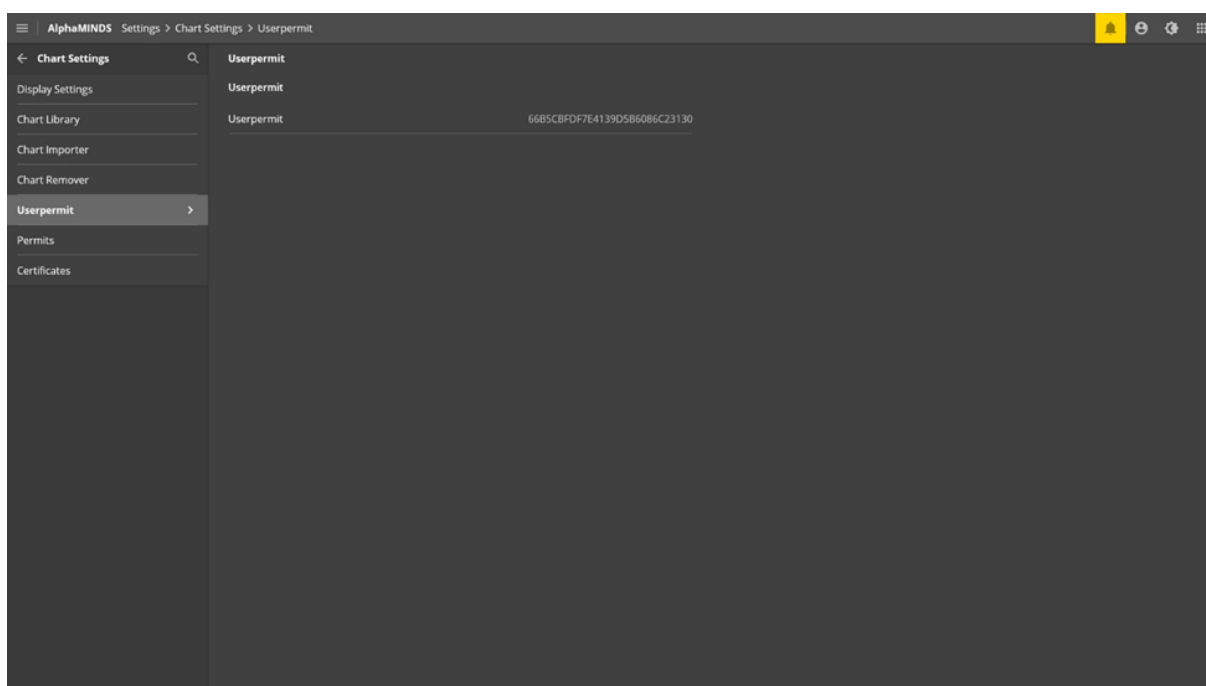 AlphaMINDS Settings > Chart Settings > Userpermit
Chart Settings
Display Settings
Chart Library
Chart Importer
Chart Remover
Userpermit
Permits
Certificates
Userpermit
Userpermit
Userpermit 66B5CBFDF7E4139D5B6086C23130